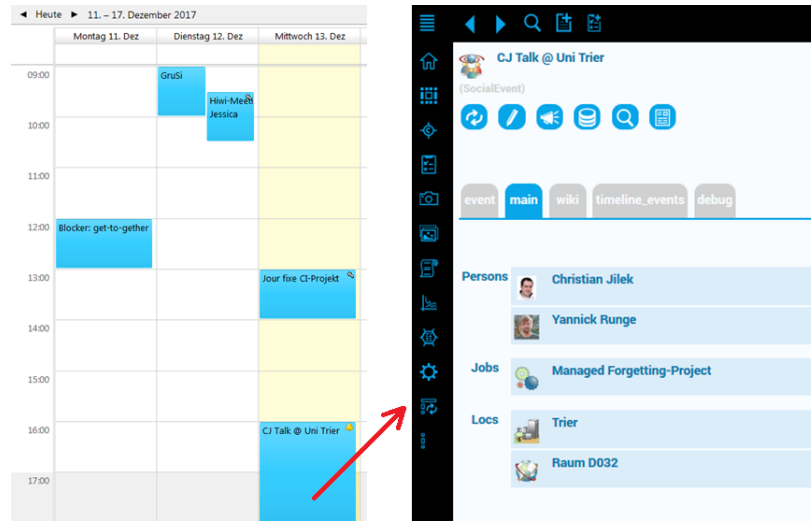 ◄ Heute ► 11. – 17. Dezember 2017
Montag 11. Dez Dienstag 12. Dez Mittwoch 13. Dez
09:00
GruSi
Hiwi-Meeti
Jessica
10:00
11:00
12:00
Blocker: get-to-gether
13:00
Jour fixe CI-Projekt
14:00
15:00
16:00
CJ Talk @ Uni Trier
17:00
CJ Talk @ Uni Trier
(SocialEvent)
event main wiki timeline_events debug
Persons Christian Jilek
Yannick Runge
Jobs Managed Forgetting-Project
Locs Trier
Raum D032